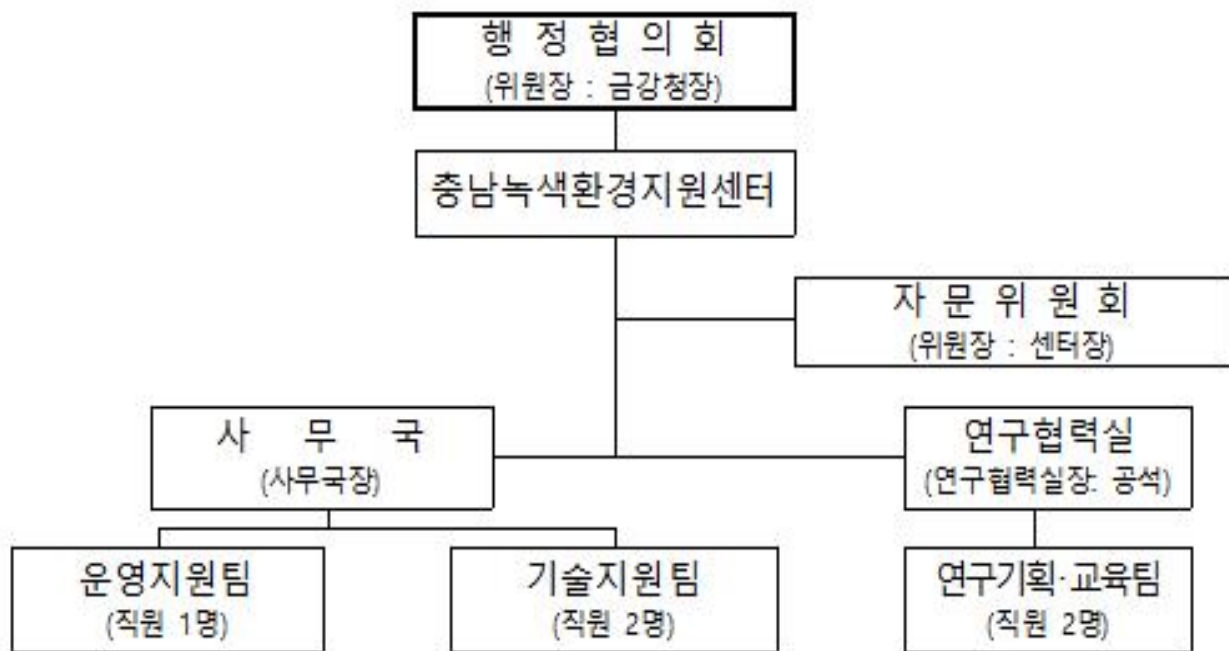 행 정 협 의 회
(위원장 : 금강청장)
충남녹색환경지원센터
자 문 위 원 회
(위원장 : 센터장)
사 무 국
(사무국장)
연구협력실
(연구협력실장: 공석)
운영지원팀
(직원 1명)
기술지원팀
(직원 2명)
연구기획·교육팀
(직원 2명)